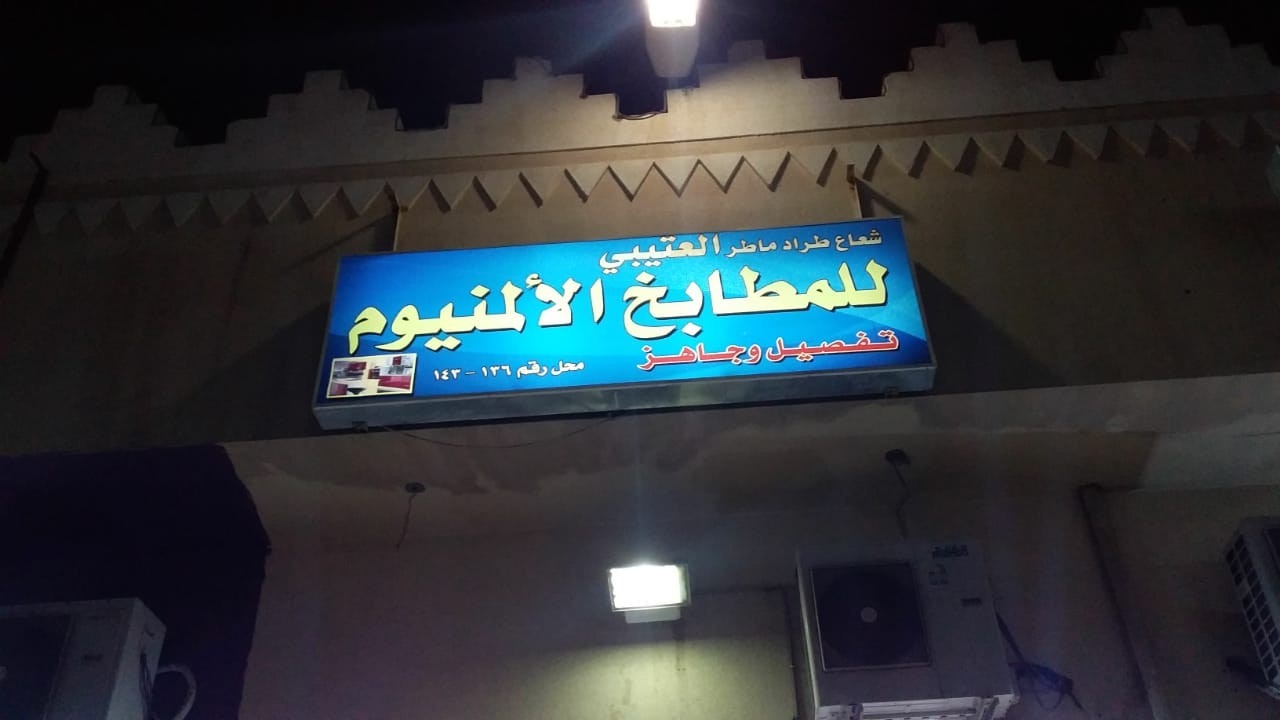 شعاع طراد ماطر العتيبي
للمطابخ الألمنيوم
تفصيل وجاهز
محل رقم ١٣٦ - ١٤٣